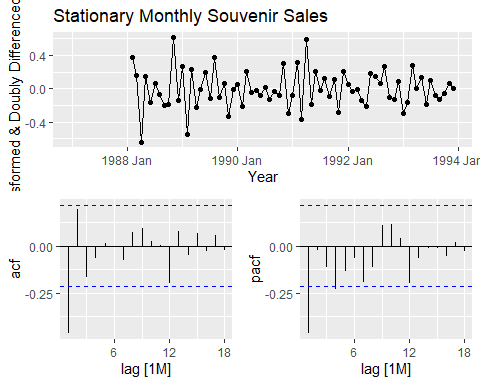 Stationary Monthly Souvenir Sales
sformed & Doubly Differenced
0.4
0.0
-0.4
1988 Jan
1990 Jan
1992 Jan
1994 Jan
Year
acf
0.00
-0.25
6
12
18
lag [1M]
pacf
0.00
-0.25
6
12
18
lag [1M]